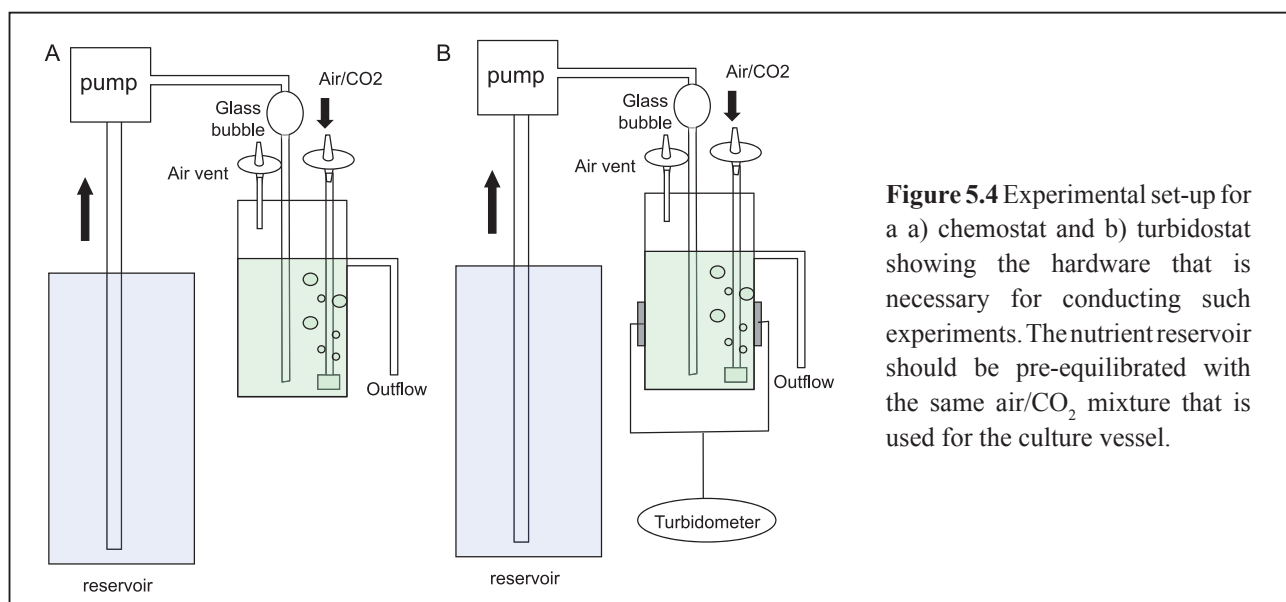 A
pump
Glass
bubble
Air/CO2
Air vent
Outflow
reservoir
B
pump
Glass
bubble
Air/CO2
Air vent
Outflow
Turbidometer
reservoir
Figure 5.4 Experimental set-up for
a a) chemostat and b) turbidostat
showing the hardware that is
necessary for conducting such
experiments. The nutrient reservoir
should be pre-equilibrated with
the same air/CO₂ mixture that is
used for the culture vessel.